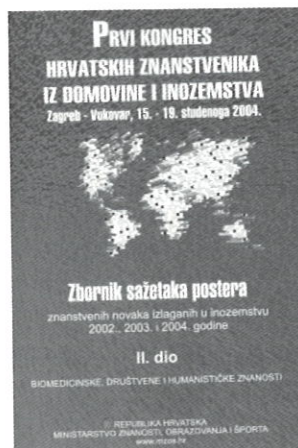 PRVI KONGRES
HRVATSKIH ZNANSTVENIKA
IZ DOMOVINE I INOZEMSTVA
Zagreb - Vukovar, 15. - 19. studenoga 2004.
Zbornik sažetaka postera
znanstvenih novaka izlaganih u inozemstvu
2002., 2003. i 2004. godine
II. dio
BIOMEDICINSKE, DRUŠTVENE I HUMANISTIČKE ZNANOSTI
© REPUBLIKA HRVATSKA
MINISTARSTVO ZNANOSTI, OBRAZOVANJA I ŠPORTA
www.mzos.hr